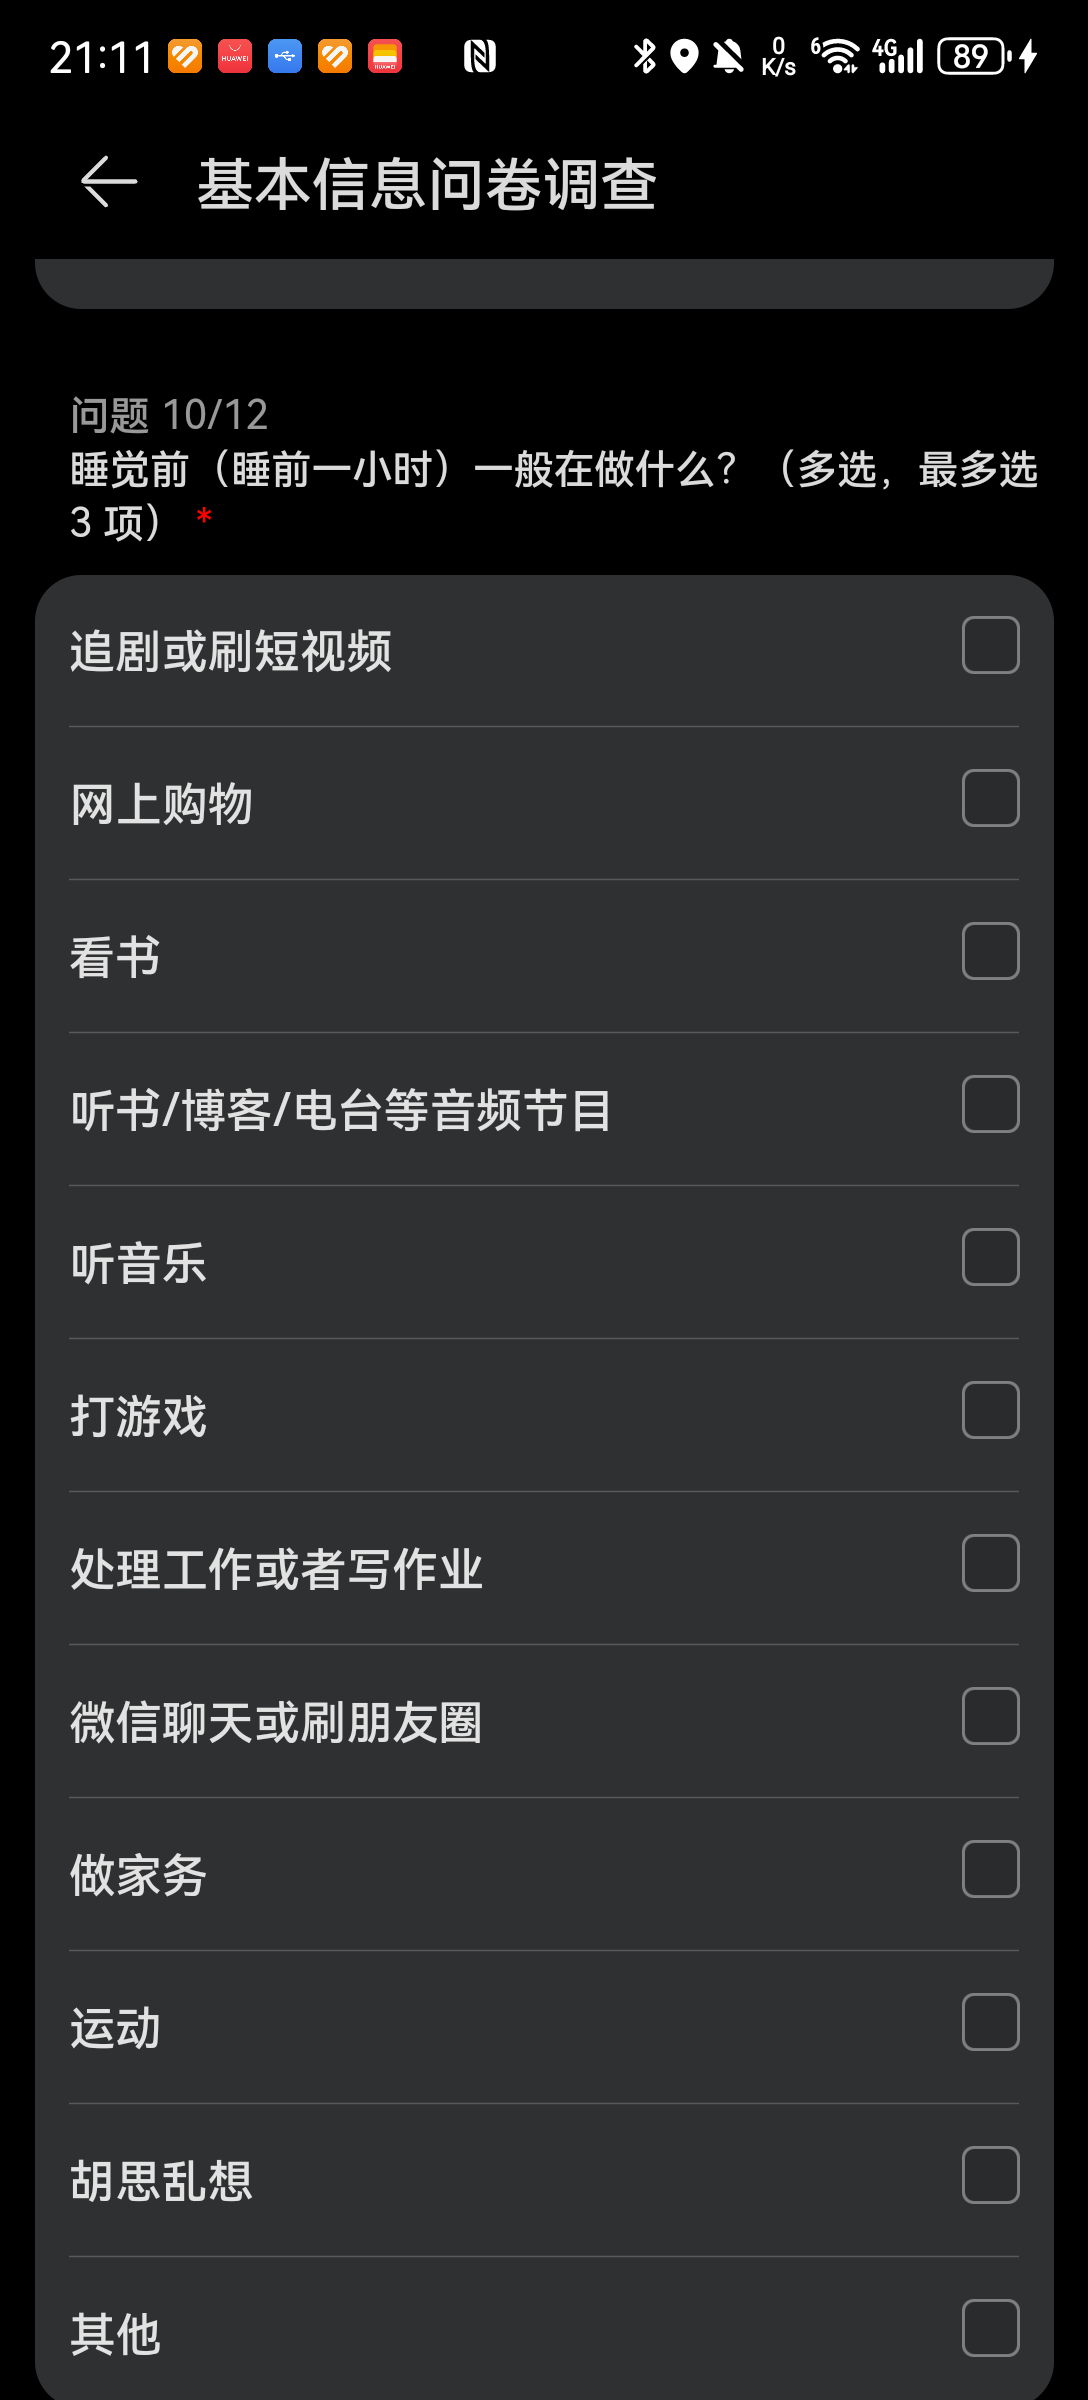 21:11
HUAWEI
HUAWEI
0 K/s
6
4G
89
基本信息问卷调查
问题 10/12
睡觉前（睡前一小时）一般在做什么？（多选，最多选
3 项） *
追剧或刷短视频
网上购物
看书
听书/博客/电台等音频节目
听音乐
打游戏
处理工作或者写作业
微信聊天或刷朋友圈
做家务
运动
胡思乱想
其他